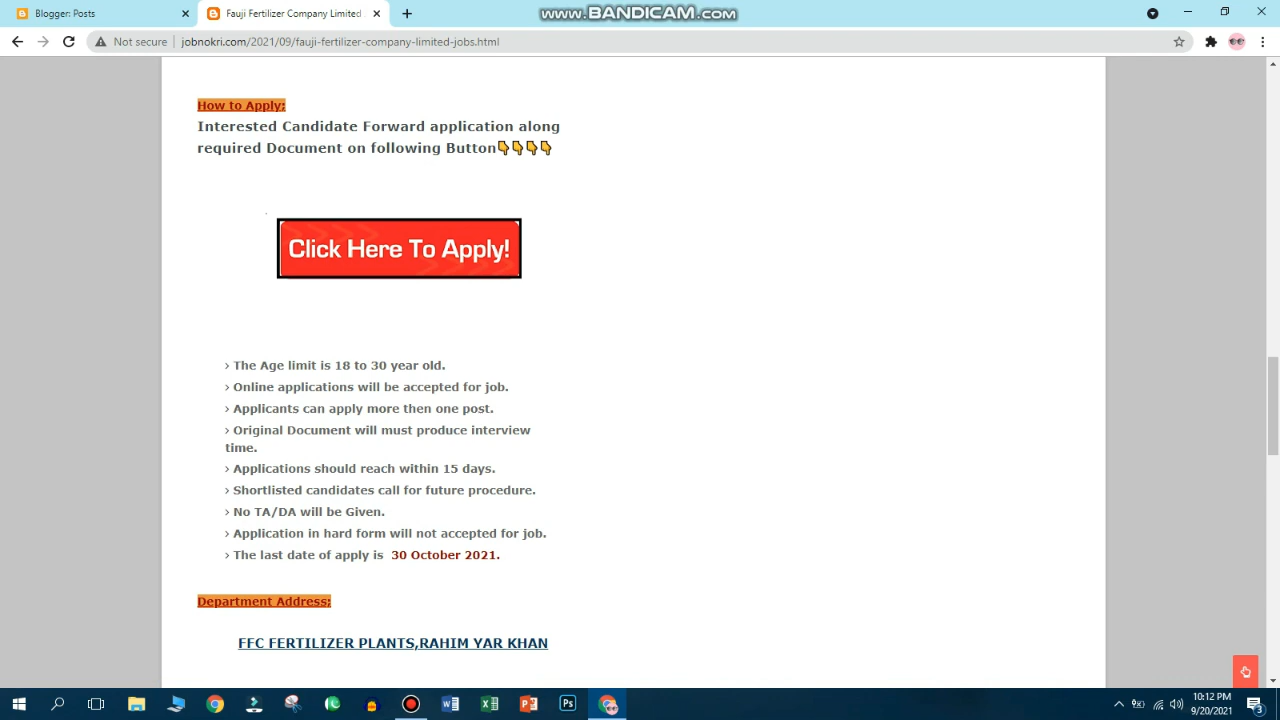 Blogger: Posts
Fauji Fertilizer Company Limited
www.BANDICAM.com
Not secure
jobnokri.com/2021/09/fauji-fertilizer-company-limited-jobs.html
How to Apply:
Interested Candidate Forward application along
required Document on following Button👇👇👇👇
Click Here To Apply!
› The Age limit is 18 to 30 year old.
› Online applications will be accepted for job.
› Applicants can apply more then one post.
› Original Document will must produce interview
time.
› Applications should reach within 15 days.
› Shortlisted candidates call for future procedure.
› No TA/DA will be Given.
› Application in hard form will not accepted for job.
› The last date of apply is 30 October 2021.
Department Address:
FFC FERTILIZER PLANTS,RAHIM YAR KHAN
10:12 PM
9/20/2021
3